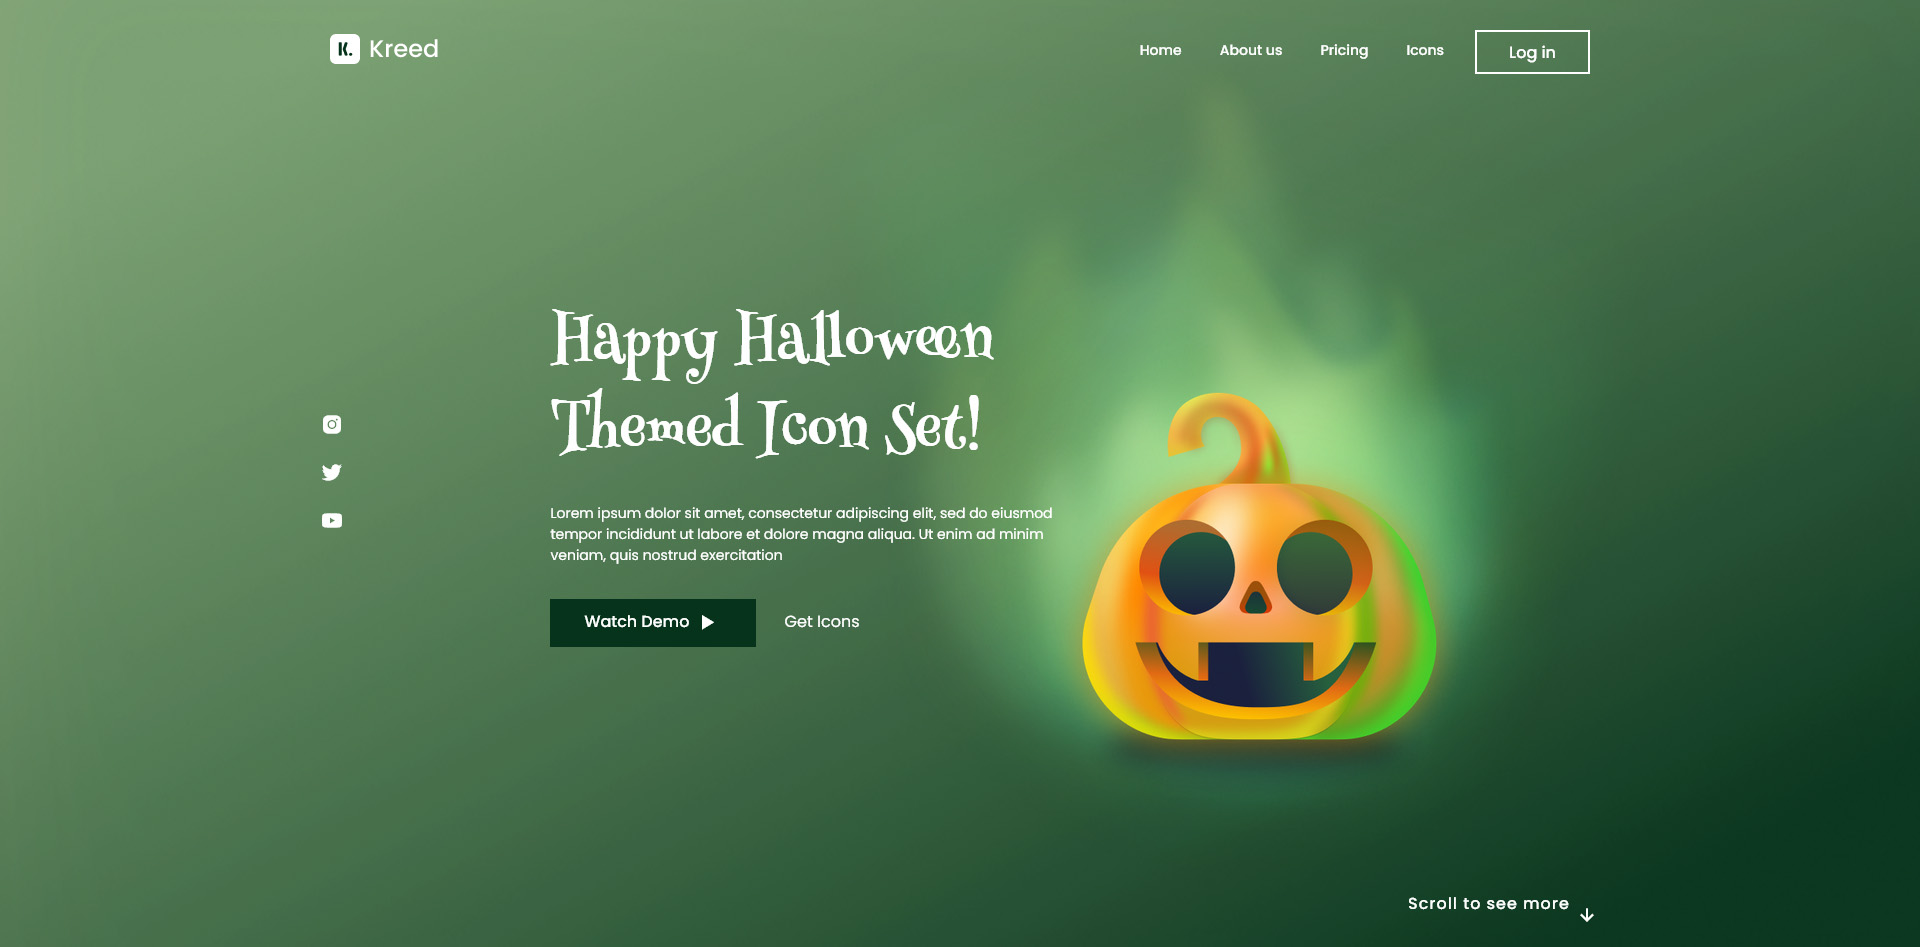 K. Kreed
Home About us Pricing Icons Log in
Happy Halloween
Themed Icon Set!
Lorem ipsum dolor sit amet, consectetur adipiscing elit, sed do eiusmod
tempor incididunt ut labore et dolore magna aliqua. Ut enim ad minim
veniam, quis nostrud exercitation
Watch Demo Get Icons
Scroll to see more